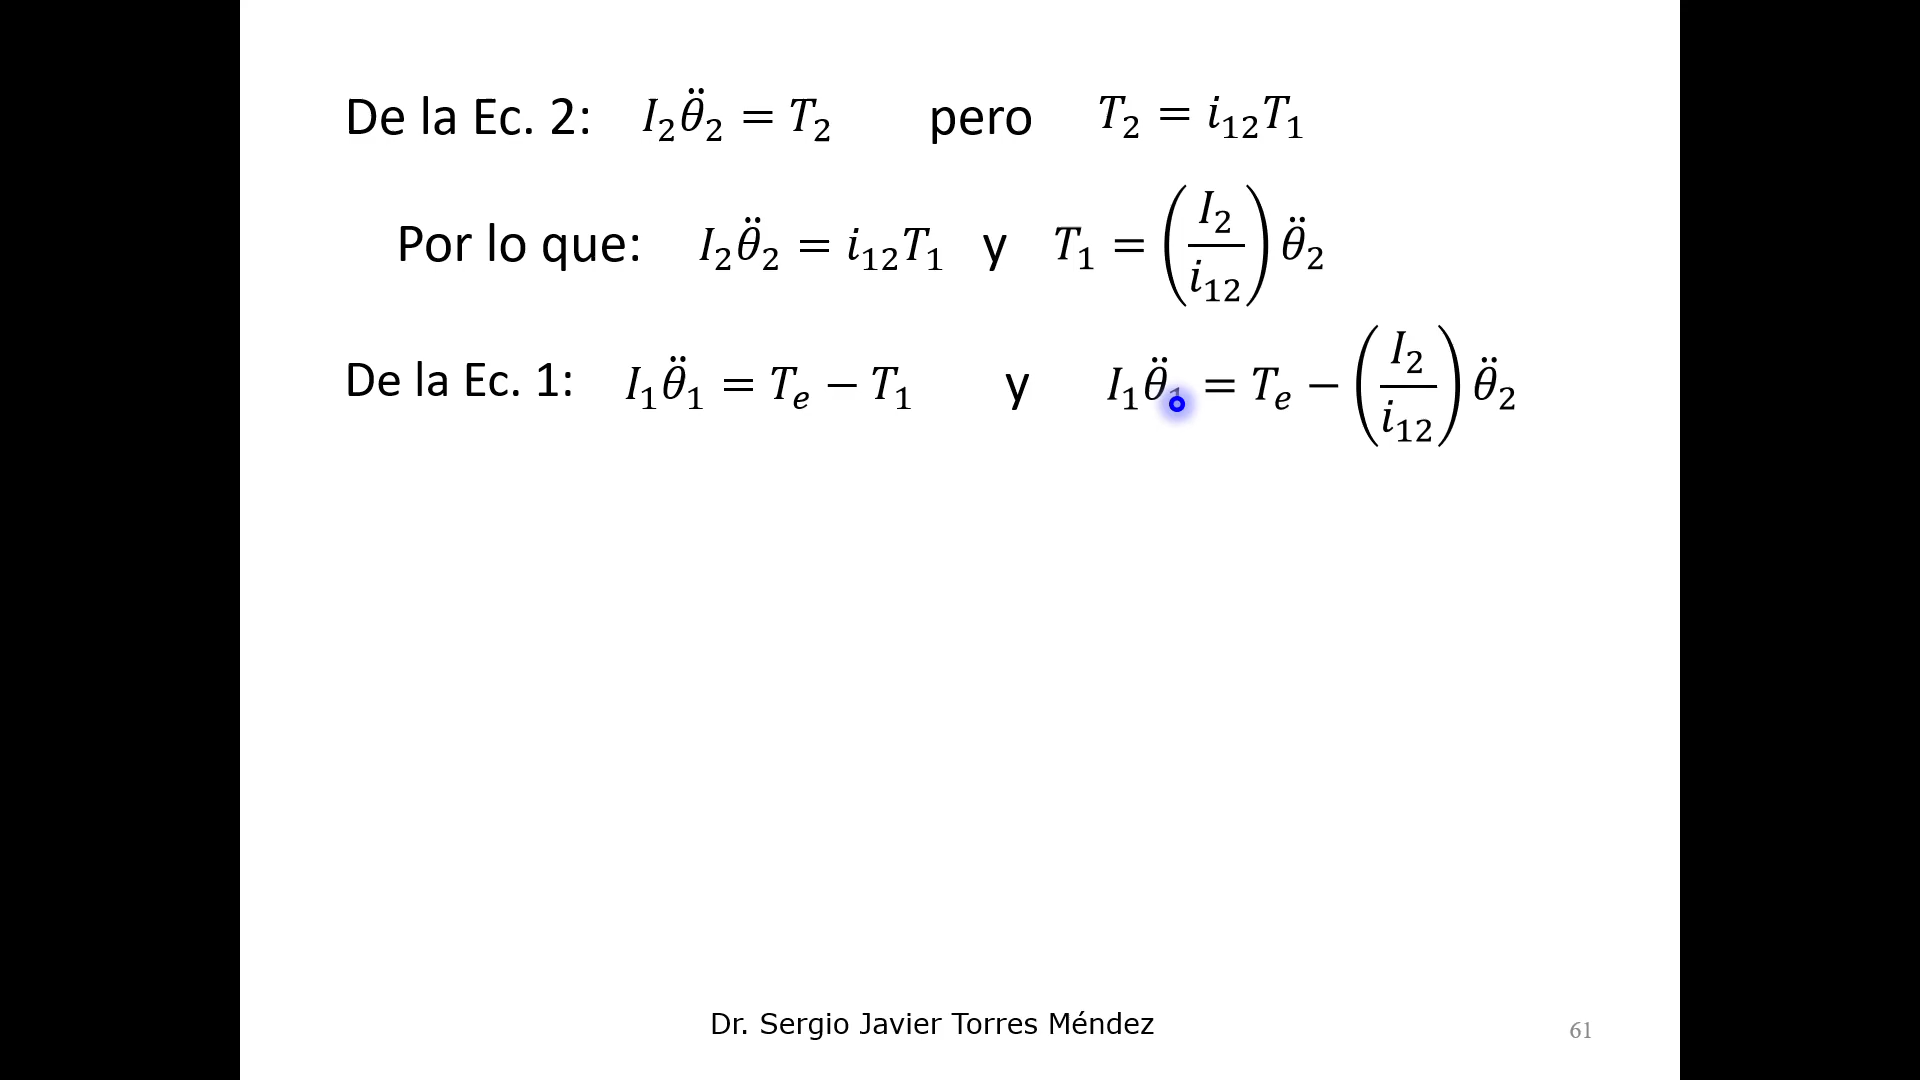 De la Ec. 2: I₂θ̈₂ = T₂ pero T₂ = i₁₂T₁
Por lo que: I₂θ̈₂ = i₁₂T₁ y T₁ = (I₂/i₁₂) θ̈₂
De la Ec. 1: I₁θ̈₁ = Tₑ − T₁ y I₁θ̈₁ = Tₑ − (I₂/i₁₂) θ̈₂
Dr. Sergio Javier Torres Méndez
61